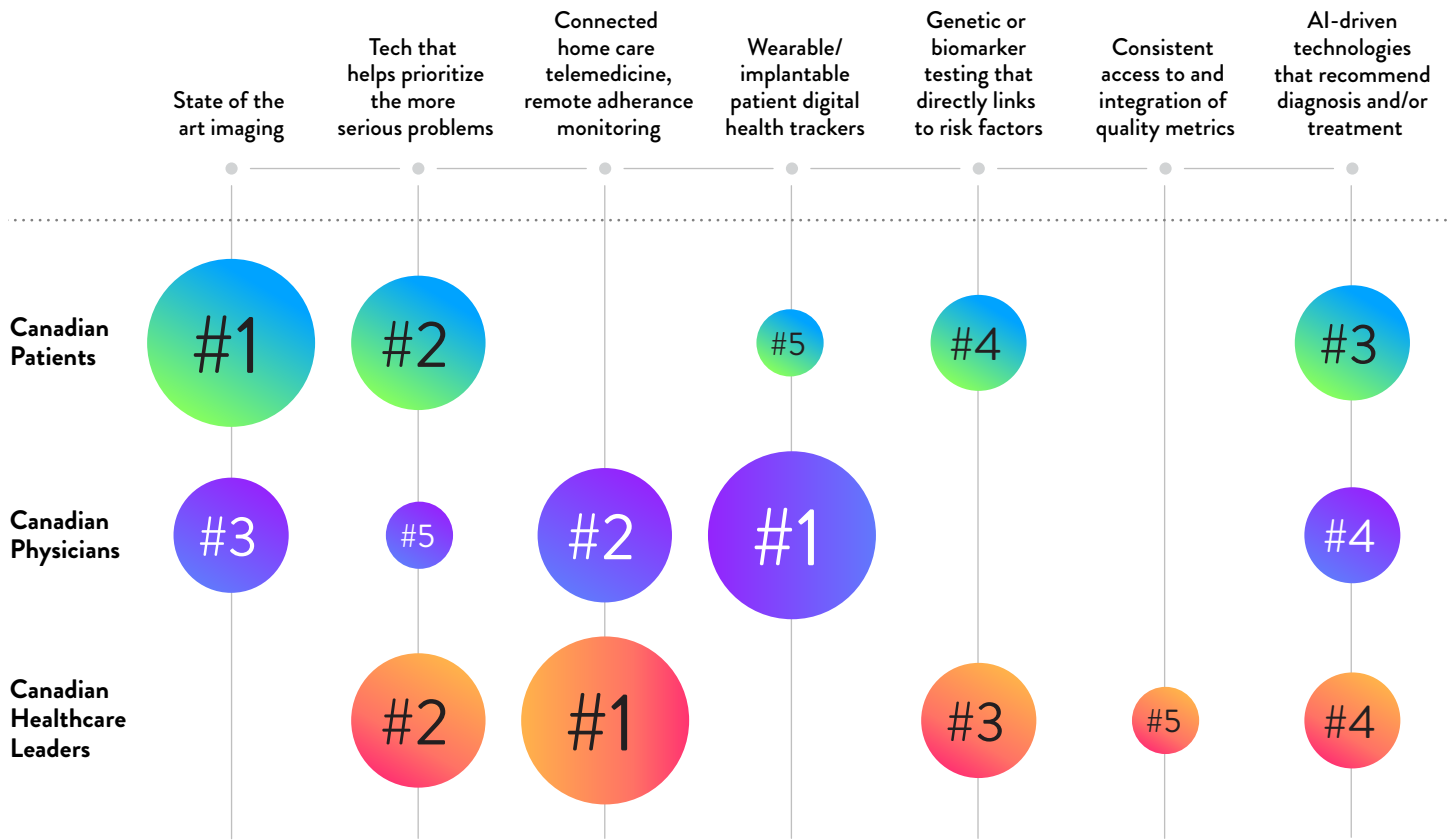 State of the
art imaging
Tech that
helps prioritize
the more
serious problems
Connected
home care
telemedicine,
remote adherance
monitoring
Wearable/
implantable
patient digital
health trackers
Genetic or
biomarker
testing that
directly links
to risk factors
Consistent
access to and
integration of
quality metrics
AI-driven
technologies
that recommend
diagnosis and/or
treatment
Canadian
Patients
#1
#2
#5
#4
#3
Canadian
Physicians
#3
#5
#2
#1
#4
Canadian
Healthcare
Leaders
#2
#1
#3
#5
#4